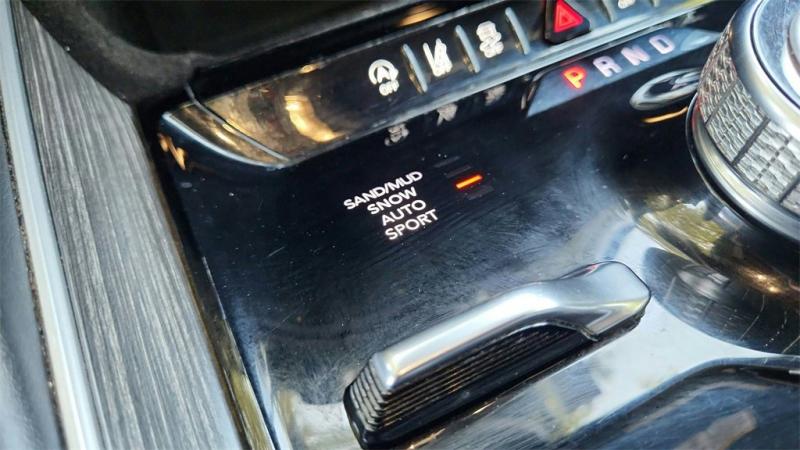 OFF
P R N D
SAND/MUD
SNOW
AUTO
SPORT